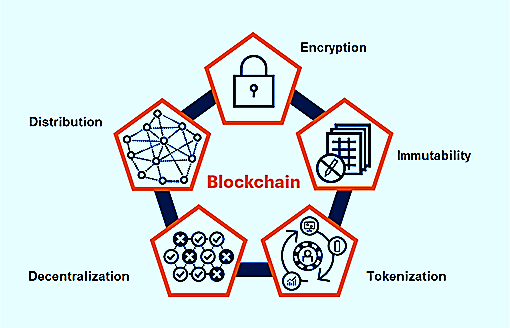 Encryption
Distribution
Immutability
Blockchain
Decentralization
Tokenization